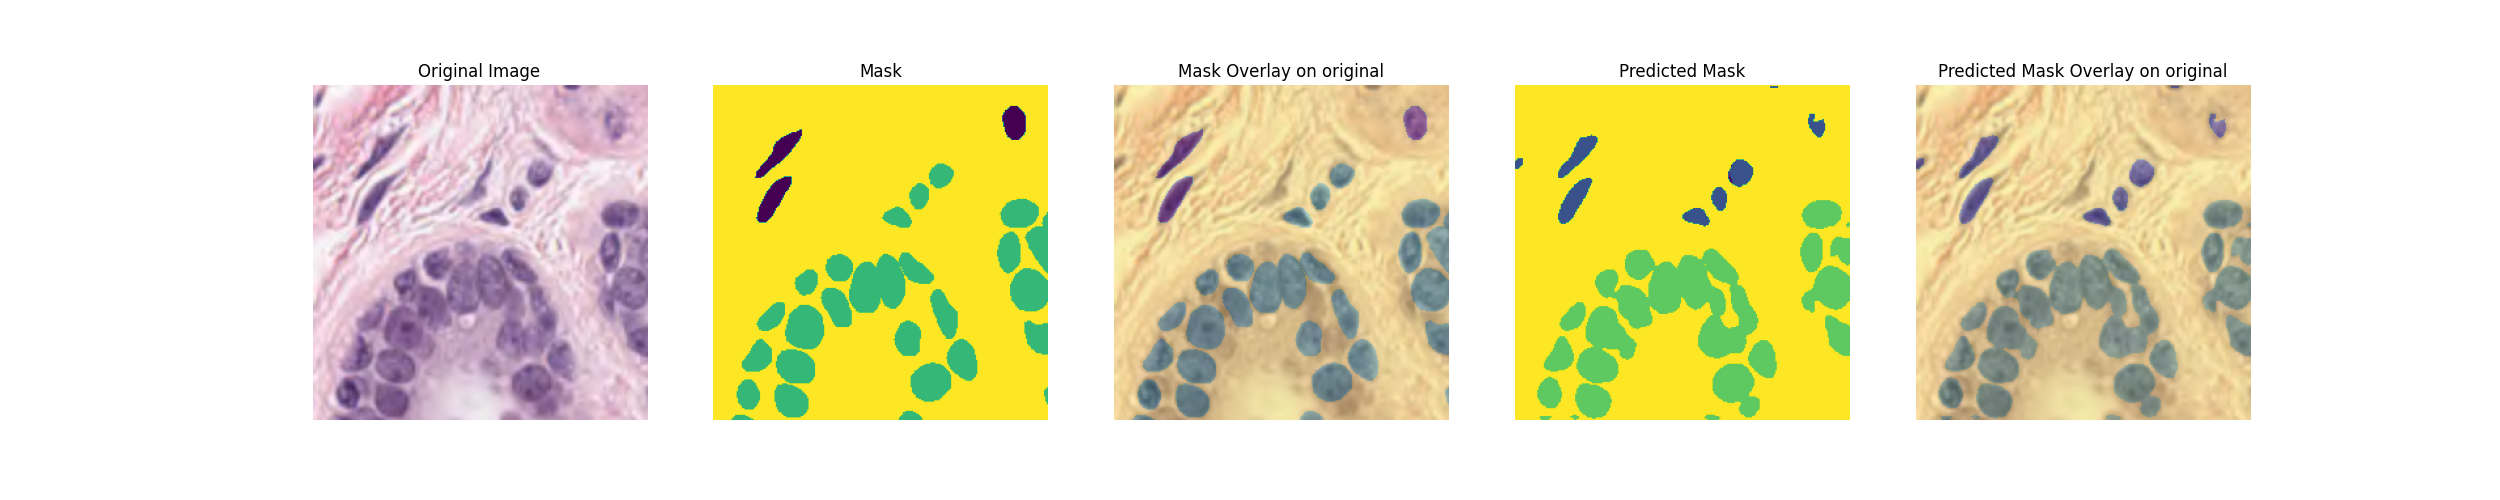 Original Image
Mask
Mask Overlay on original
Predicted Mask
Predicted Mask Overlay on original